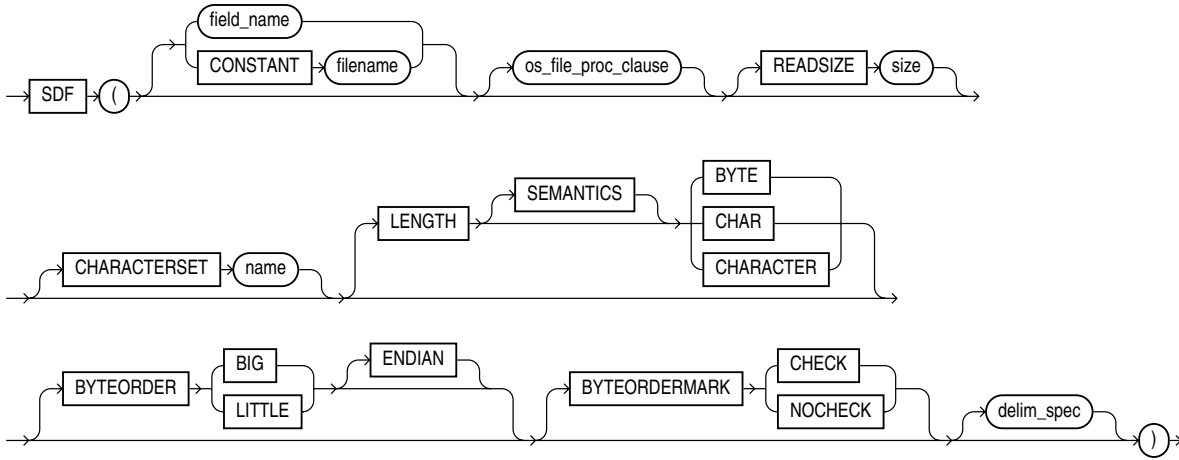 field_name
SDF ( CONSTANT filename os_file_proc_clause READSIZE size
CHARACTERSET name LENGTH SEMANTICS BYTE
CHAR
CHARACTER
BYTEORDER BIG ENDIAN BYTEORDERMARK CHECK
LITTLE NOCHECK delim_spec )